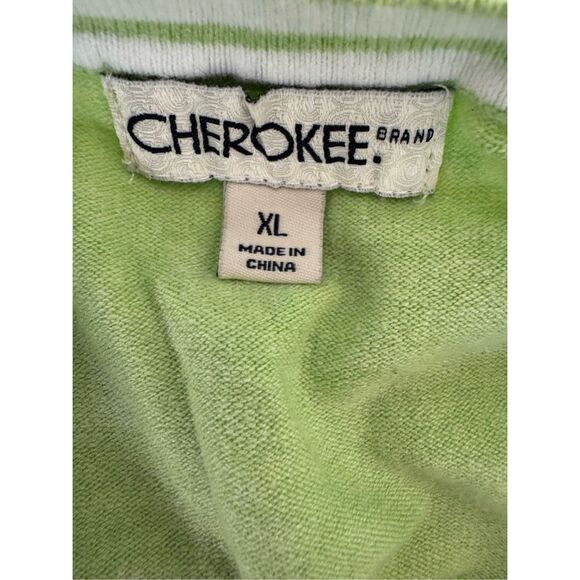 CHEROKEE. BRAND
XL
MADE IN
CHINA